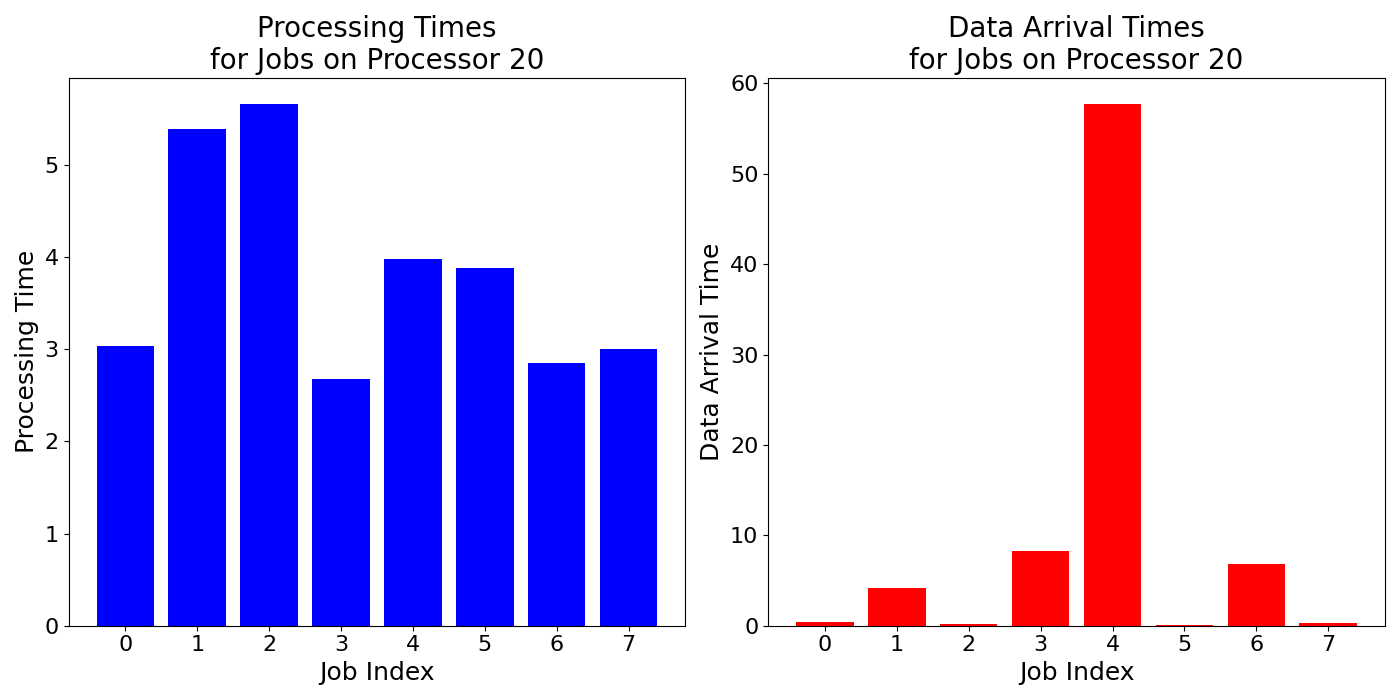 Processing Times
for Jobs on Processor 20
Processing Time
5
4
3
2
1
0
0 1 2 3 4 5 6 7
Job Index
Data Arrival Times
for Jobs on Processor 20
Data Arrival Time
60
50
40
30
20
10
0
0 1 2 3 4 5 6 7
Job Index